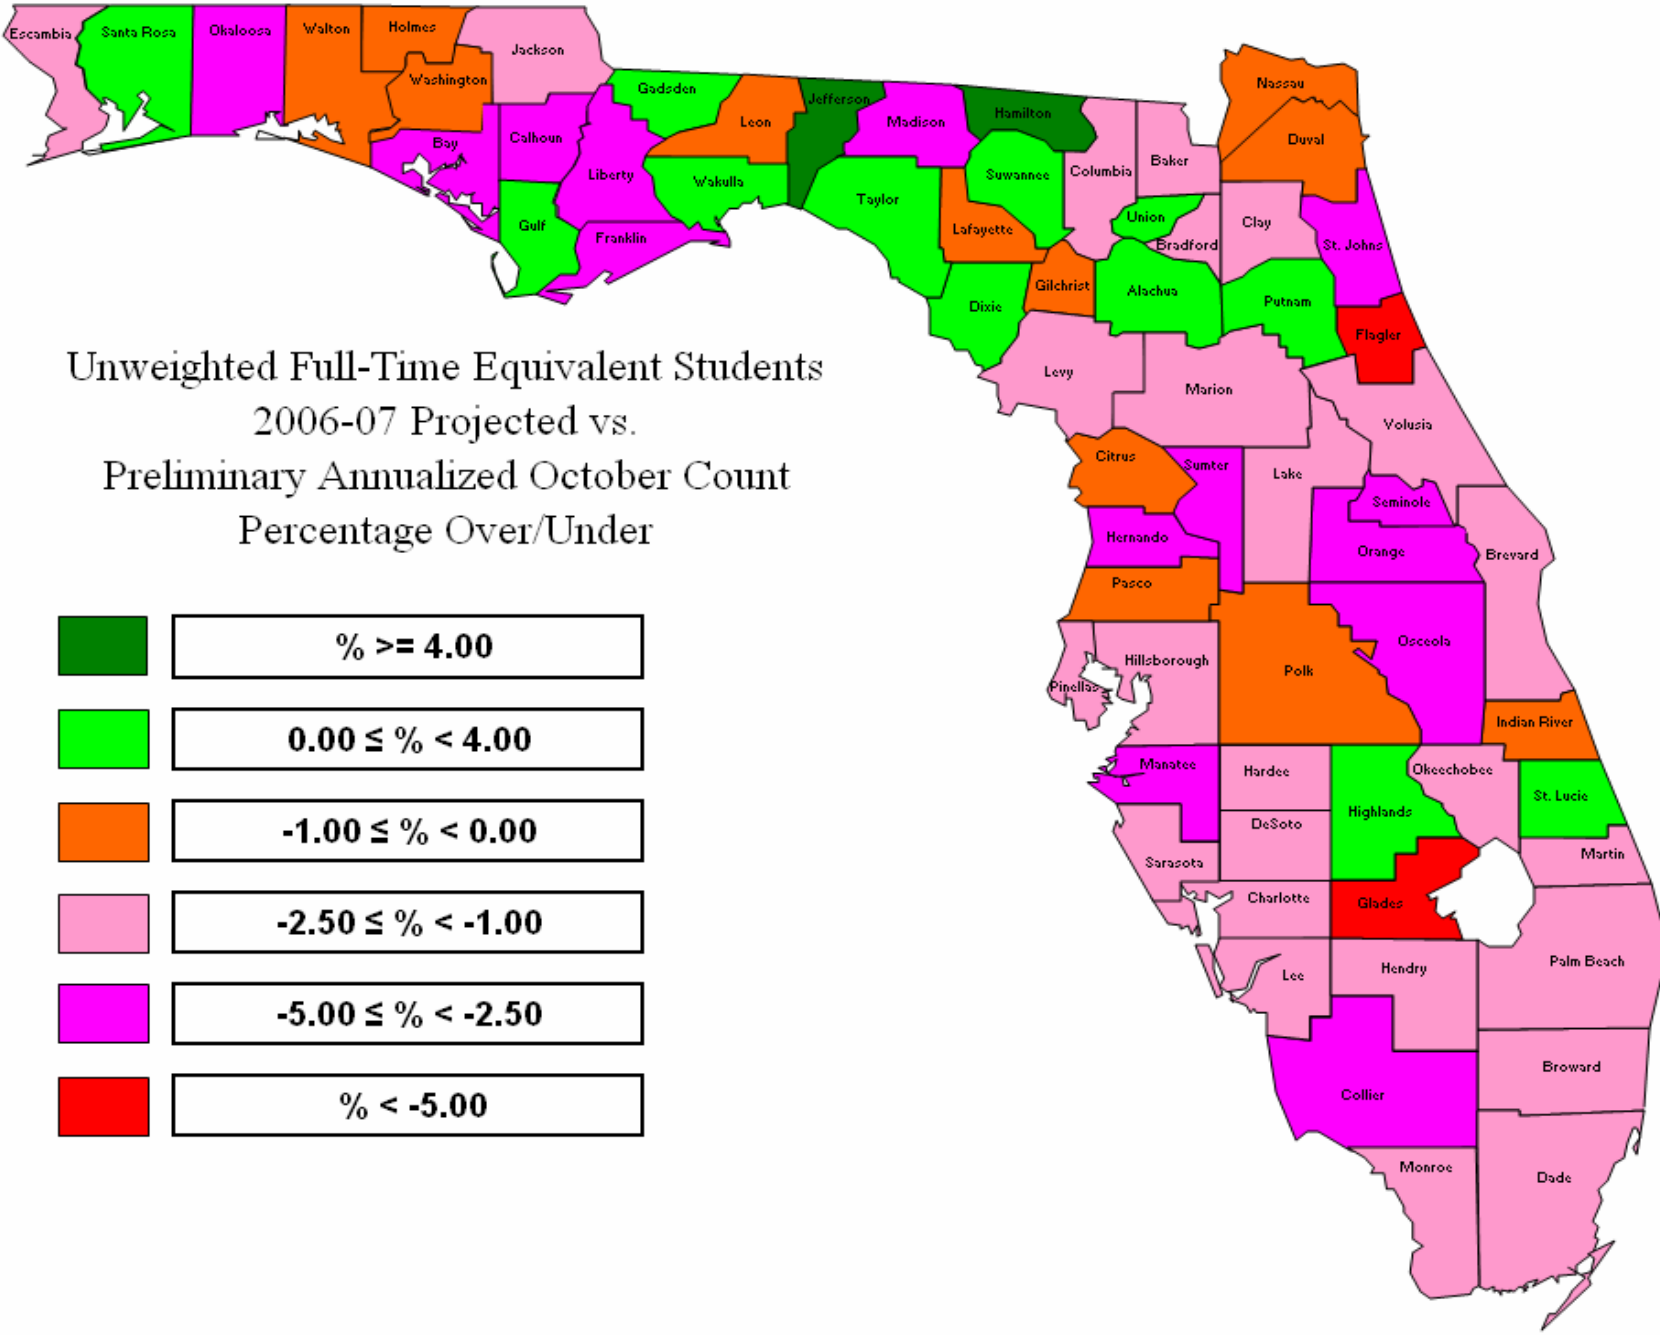 Escambia
Santa Rosa
Okaloosa
Walton
Holmes
Jackson
Washington
Gadsden
Jefferson
Leon
Madison
Hamilton
Nassau
Duval
Bay
Calhoun
Liberty
Wakulla
Taylor
Suwannee
Columbia
Baker
Gulf
Franklin
Lafayette
Union
Bradford
Clay
St. Johns
Dixie
Gilchrist
Alachua
Putnam
Flagler
Unweighted Full-Time Equivalent Students
2006-07 Projected vs.
Preliminary Annualized October Count
Percentage Over/Under
Levy
Marion
Volusia
Citrus
Sumter
Lake
Seminole
Hernando
Orange
Brevard
Pasco
Osceola
Hillsborough
Polk
Pinellas
Indian River
Manatee
Hardee
Okeechobee
St. Lucie
Highlands
DeSoto
Sarasota
Martin
Charlotte
Glades
Lee
Hendry
Palm Beach
Broward
Collier
Monroe
Dade
% >= 4.00
0.00 ≤ % < 4.00
-1.00 ≤ % < 0.00
-2.50 ≤ % < -1.00
-5.00 ≤ % < -2.50
% < -5.00